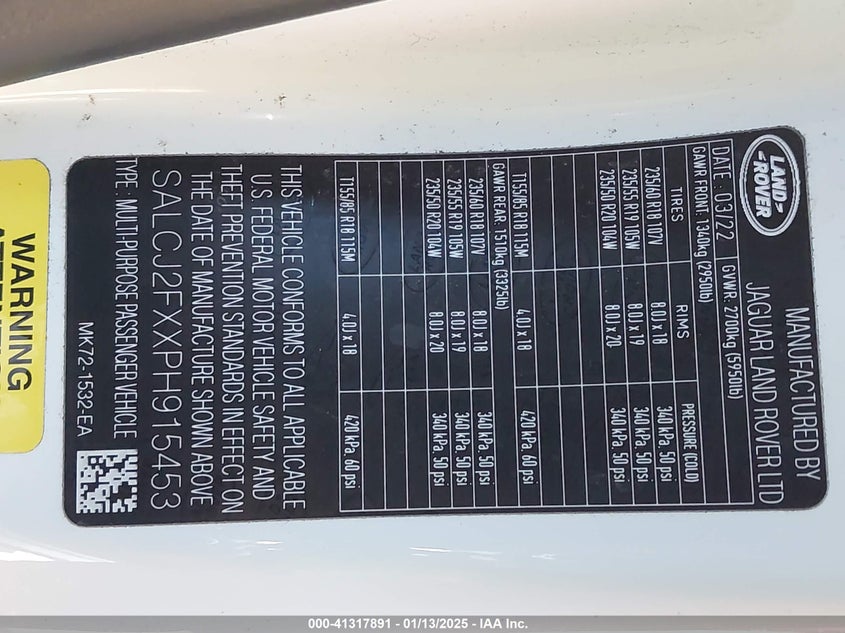 LAND
ROVER
MANUFACTURED BY
JAGUAR LAND ROVER LTD
DATE: 03/22 GVWR. 2700kg (5950lb)
GAWR FRONT. 1340kg (2950lb)
TIRES RIMS PRESSURE (COLD)
235/60 R18 107V 8.0J x 18 340 kPa, 50 psi
235/55 R19 105W 8.0J x 19 340 kPa, 50 psi
235/50 R20 104W 8.0J x 20 340 kPa, 50 psi
T155/85 R18 115M 4.0J x 18 420 kPa, 60 psi
GAWR REAR. 1510kg (3325lb)
235/60 R18 107V 8.0J x 18 340 kPa, 50 psi
235/55 R19 105W 8.0J x 19 340 kPa, 50 psi
235/50 R20 104W 8.0J x 20 340 kPa, 50 psi
T155/85 R18 115M 4.0J x 18 420 kPa, 60 psi
THIS VEHICLE CONFORMS TO ALL APPLICABLE
U.S. FEDERAL MOTOR VEHICLE SAFETY AND
THEFT PREVENTION STANDARDS IN EFFECT ON
THE DATE OF MANUFACTURE SHOWN ABOVE
SALCJ2FXXPH915453
TYPE: MULTI-PURPOSE PASSENGER VEHICLE
MK72-1532-EA
WARNING
000-41317891 - 01/13/2025 - IAA Inc.